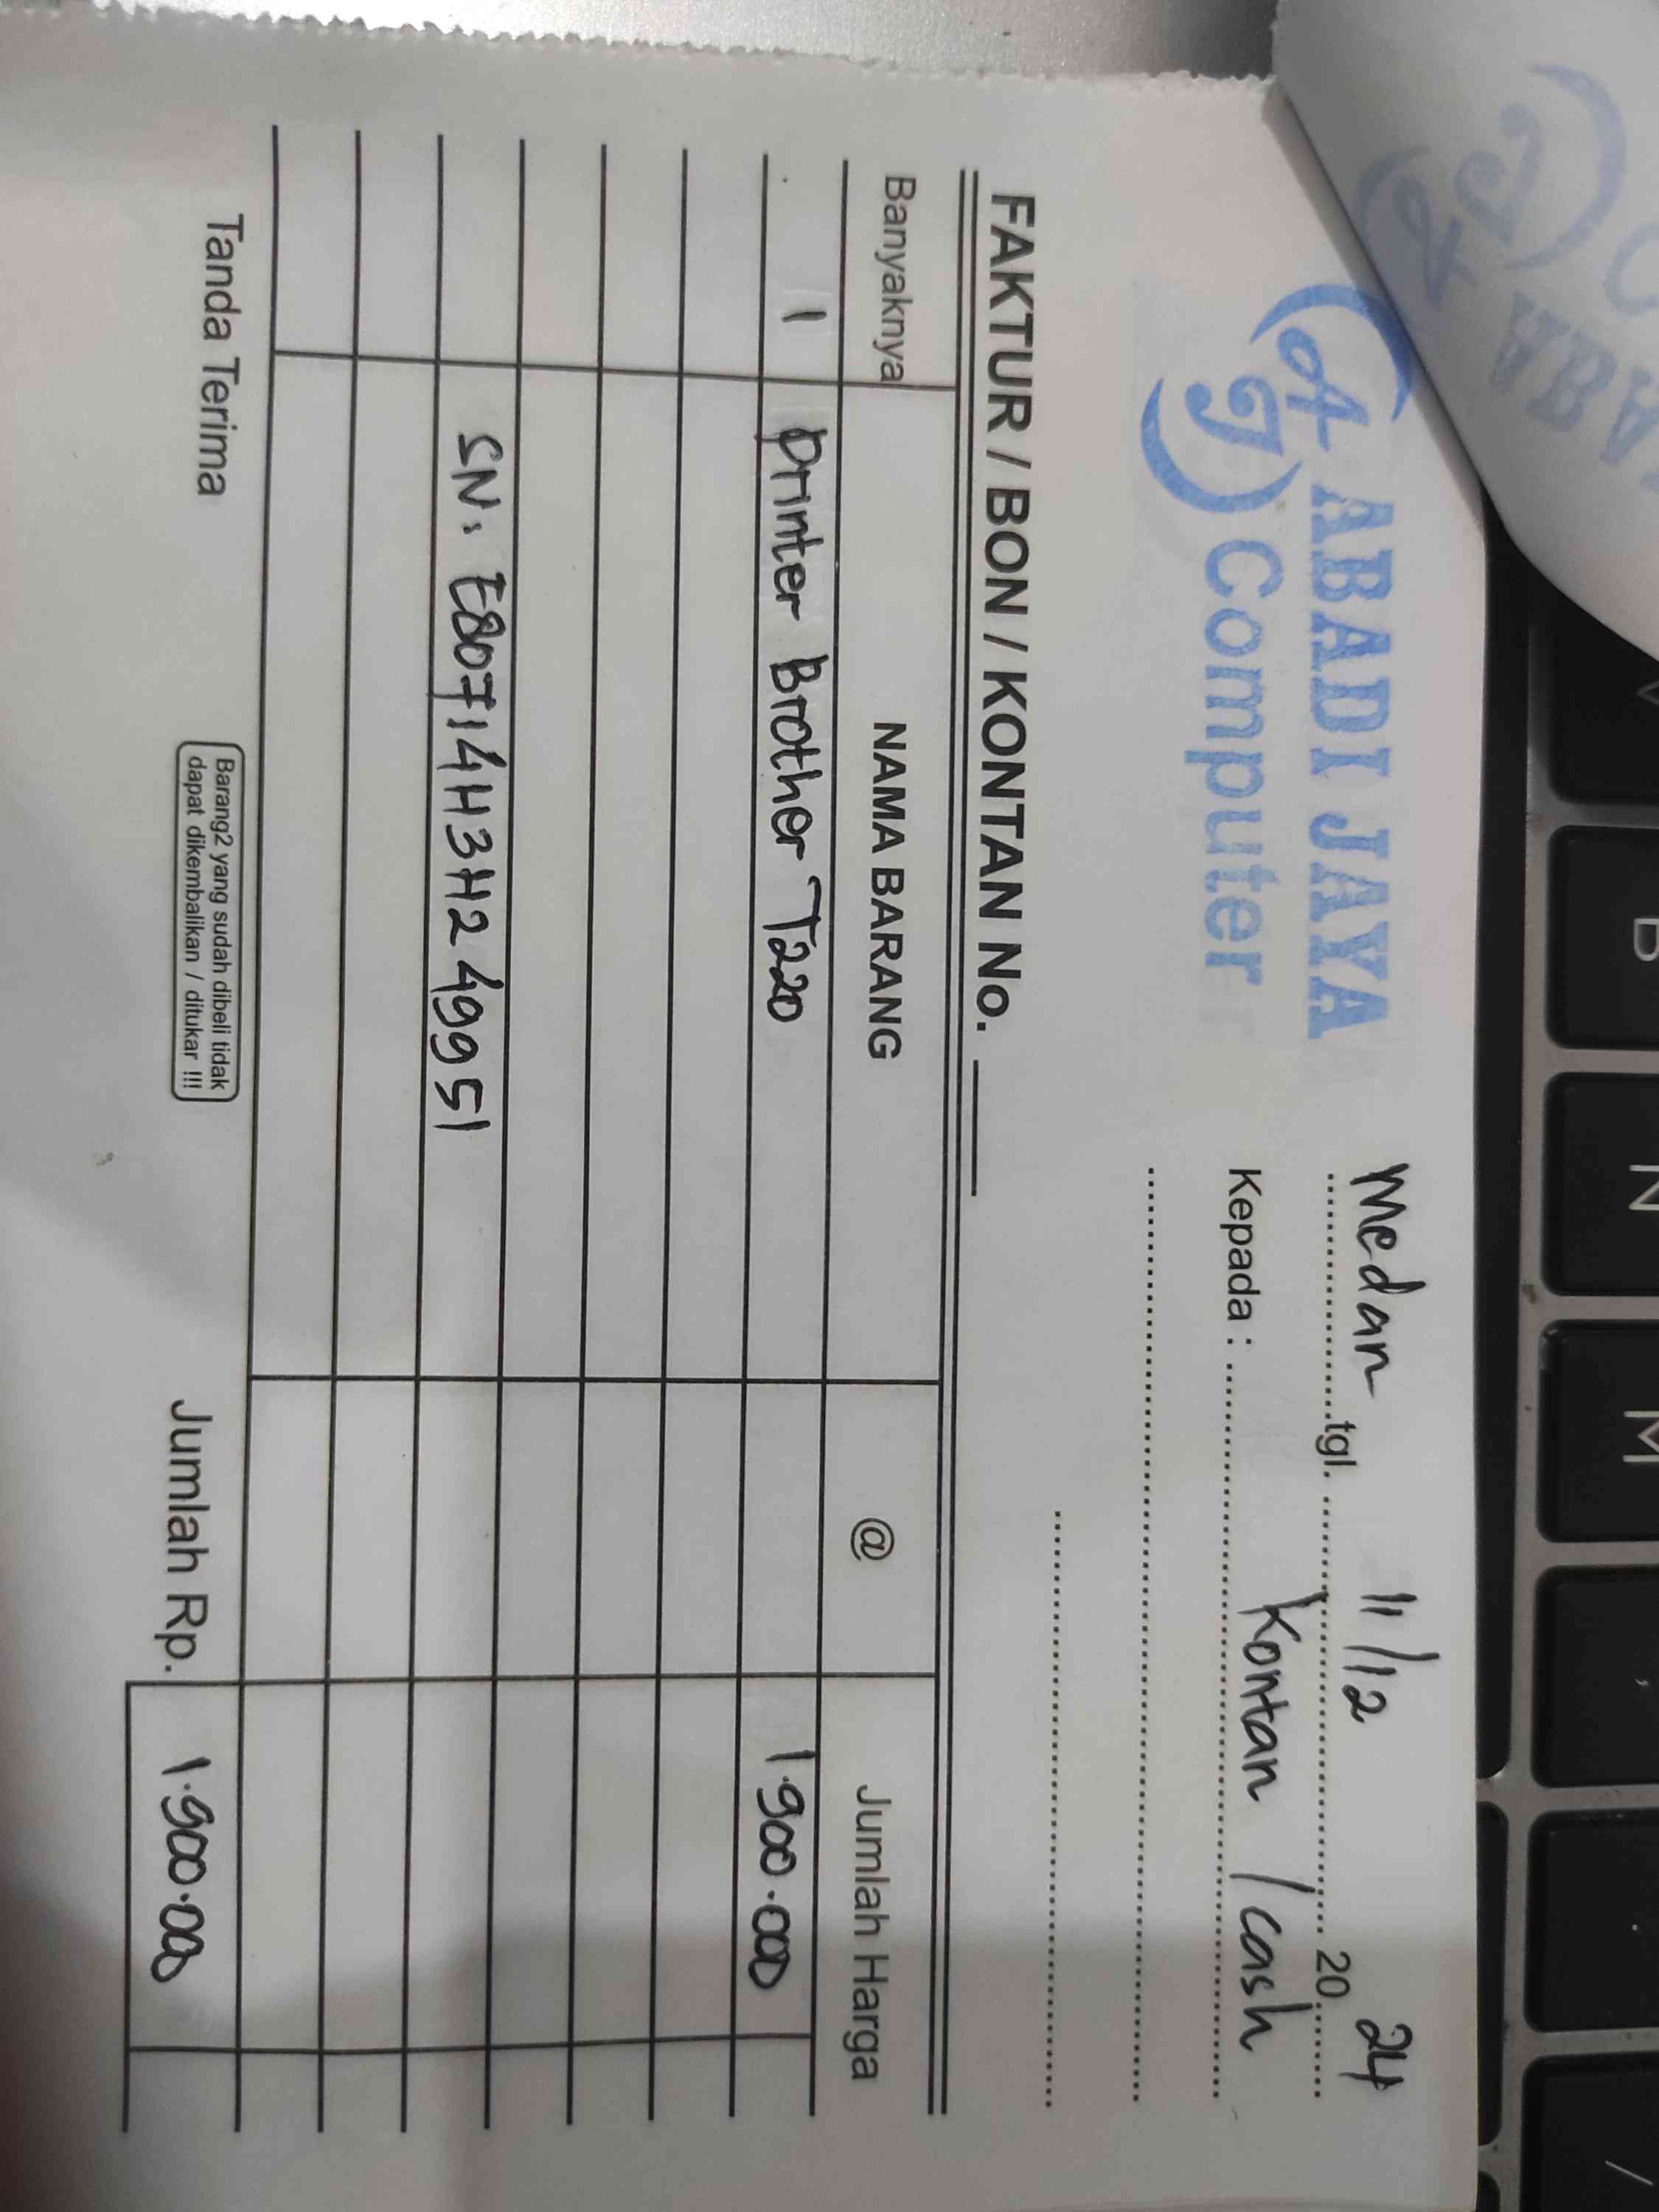 A J
ABADI JAYA
Computer
Medan tgl. 11/12 20 24
Kepada : Kontan / cash
FAKTUR / BON / KONTAN No.
Banyaknya NAMA BARANG @ Jumlah Harga
1 Printer Brother T220 1.900.000
SN: E80714H3H249951
Tanda Terima
Barang2 yang sudah dibeli tidak
dapat dikembalikan / ditukar !!!
Jumlah Rp. 1.900.000
B
N
M
,
.
/